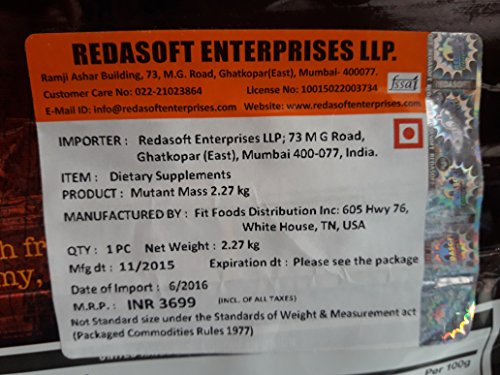 REDASOFT ENTERPRISES LLP.
Ramji Ashar Building, 73, M.G. Road, Ghatkopar(East), Mumbai- 400077.
Customer Care No: 022-21023864 License No: 10015022003734
E-Mail ID: info@redasoftenterprises.com Website: www.redasoftenterprises.com
fssai
IMPORTER : Redasoft Enterprises LLP; 73 M G Road,
Ghatkopar (East), Mumbai 400-077, India.
ITEM : Dietary Supplements
PRODUCT : Mutant Mass 2.27 kg
MANUFACTURED BY : Fit Foods Distribution Inc: 605 Hwy 76,
White House, TN, USA
QTY : 1 PC Net Weight : 2.27 kg
Mfg dt : 11/2015 Expiration dt : Please see the package
Date of Import : 6/2016
M.R.P. : INR 3699 (INCL. OF ALL TAXES)
Not Standard size under the Standards of Weight & Measurement act
(Packaged Commodities Rules 1977)
Per 100g